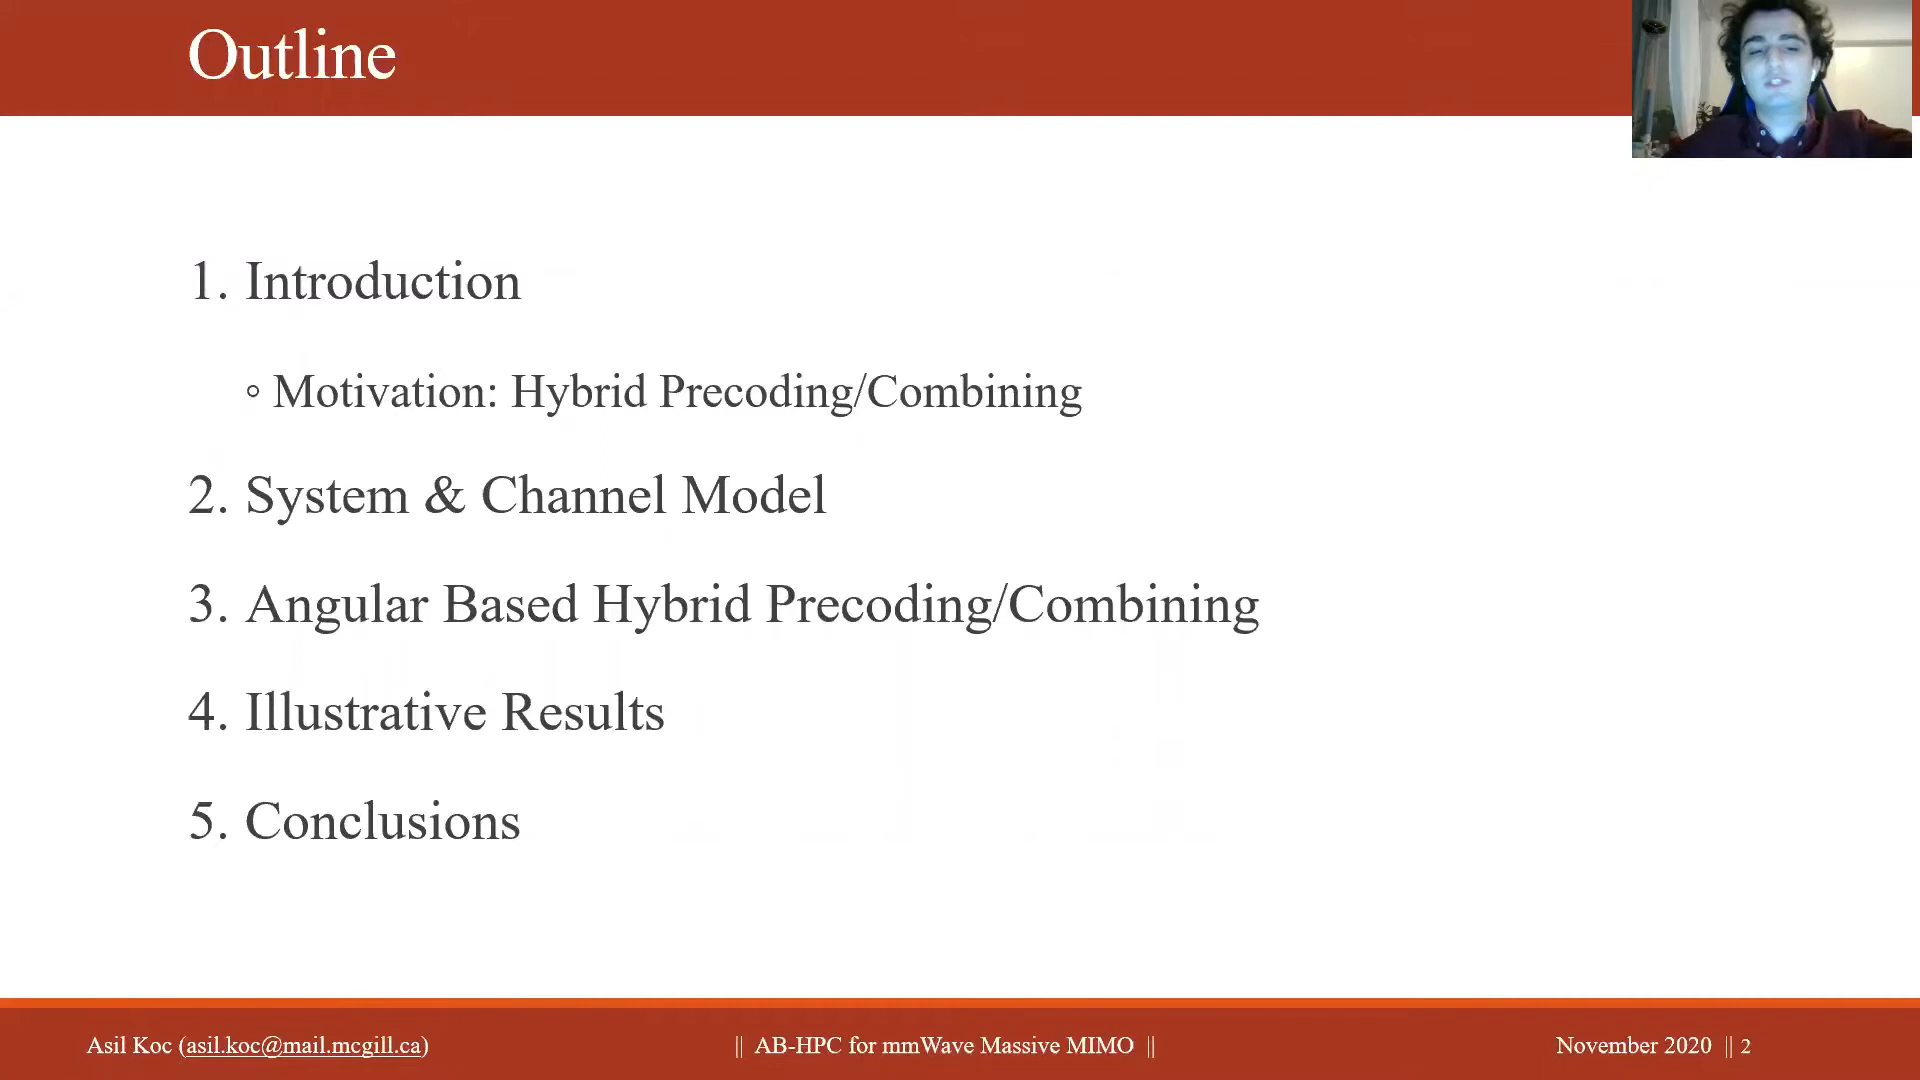 Outline
1. Introduction
◦ Motivation: Hybrid Precoding/Combining
2. System & Channel Model
3. Angular Based Hybrid Precoding/Combining
4. Illustrative Results
5. Conclusions
Asil Koc (asil.koc@mail.mcgill.ca) || AB-HPC for mmWave Massive MIMO || November 2020 || 2